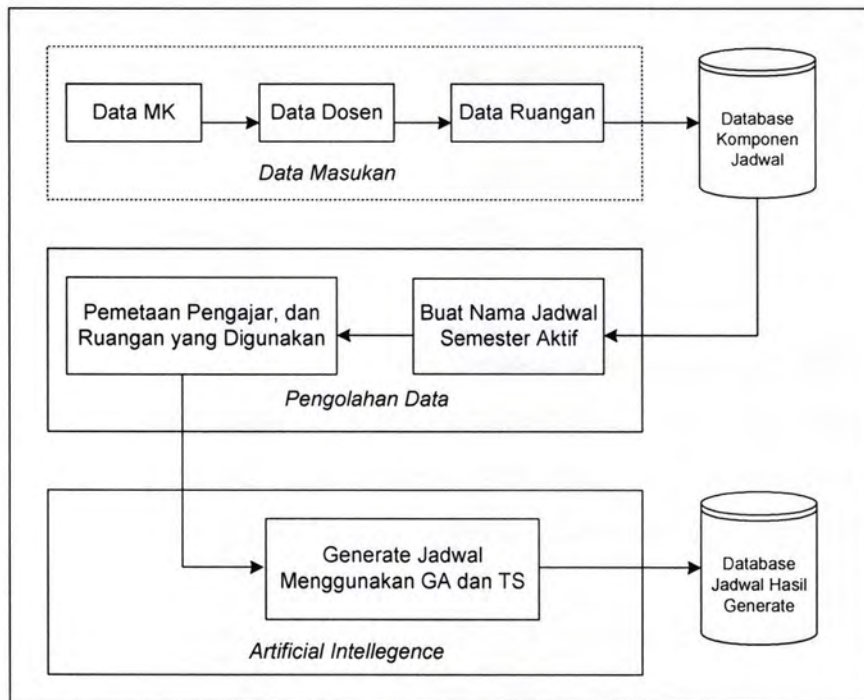 Data MK
Data Dosen
Data Ruangan
Data Masukan
Database
Komponen
Jadwal
Pemetaan Pengajar, dan
Ruangan yang Digunakan
Buat Nama Jadwal
Semester Aktif
Pengolahan Data
Generate Jadwal
Menggunakan GA dan TS
Artificial Intellegence
Database
Jadwal Hasil
Generate